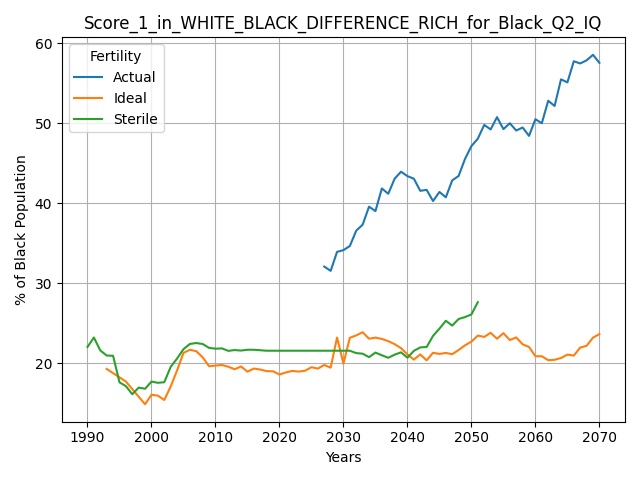 Score_1_in_WHITE_BLACK_DIFFERENCE_RICH_for_Black_Q2_IQ
Fertility
Actual
Ideal
Sterile
% of Black Population
60
50
40
30
20
1990 2000 2010 2020 2030 2040 2050 2060 2070
Years